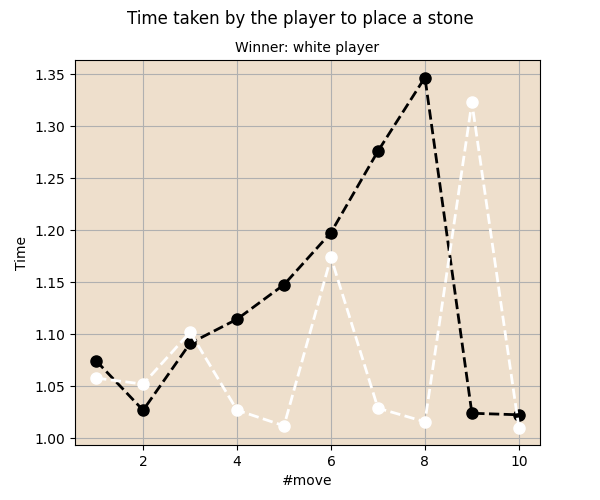 Time taken by the player to place a stone
Winner: white player
1.35
1.30
1.25
1.20
1.15
1.10
1.05
1.00
Time
2 4 6 8 10
#move